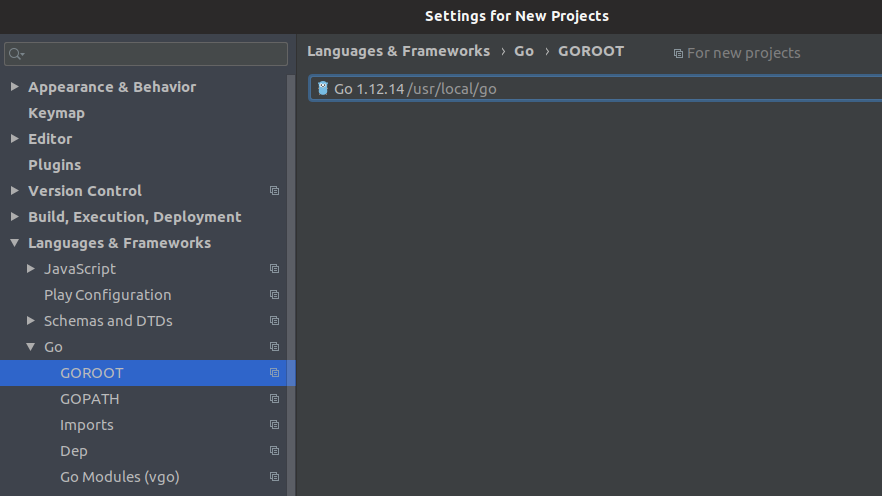 Settings for New Projects
Languages & Frameworks › Go › GOROOT For new projects
Go 1.12.14 /usr/local/go
Appearance & Behavior
Keymap
Editor
Plugins
Version Control
Build, Execution, Deployment
Languages & Frameworks
JavaScript
Play Configuration
Schemas and DTDs
Go
GOROOT
GOPATH
Imports
Dep
Go Modules (vgo)